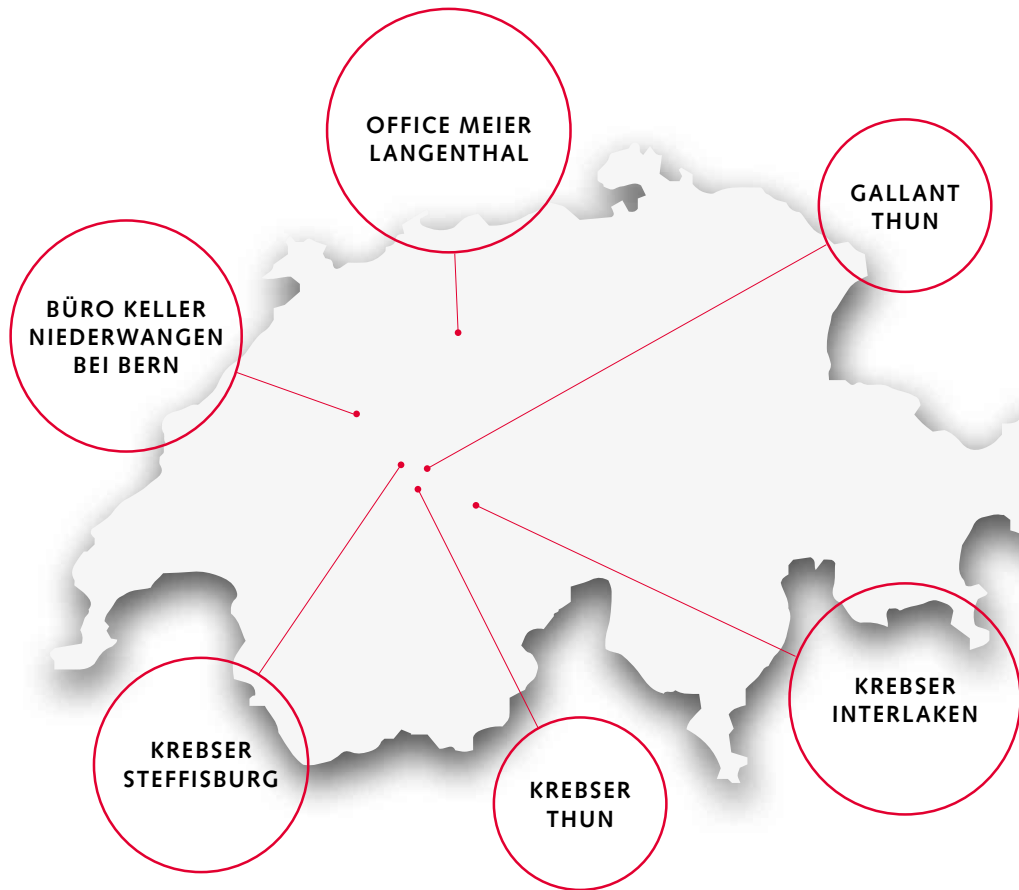 OFFICE MEIER
LANGENTHAL
GALLANT
THUN
BÜRO KELLER
NIEDERWANGEN
BEI BERN
KREBSER
INTERLAKEN
KREBSER
STEFFISBURG
KREBSER
THUN